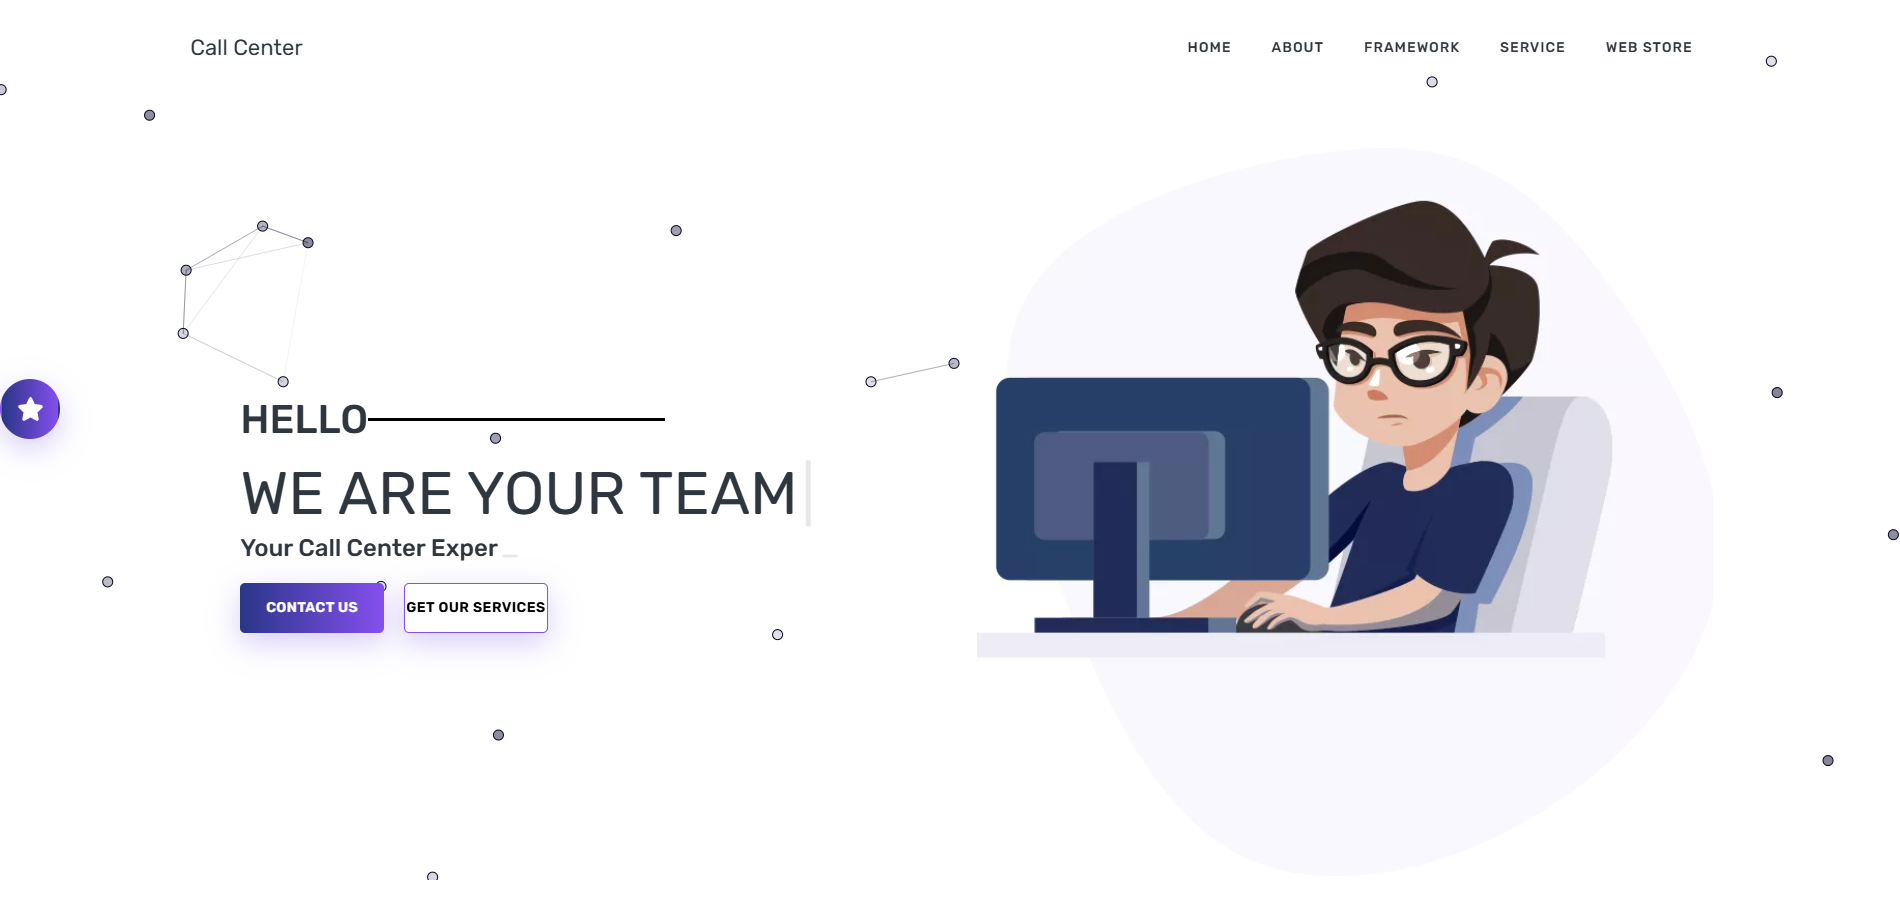 Call Center
HOME ABOUT FRAMEWORK SERVICE WEB STORE
HELLO
WE ARE YOUR TEAM
Your Call Center Exper _
CONTACT US GET OUR SERVICES